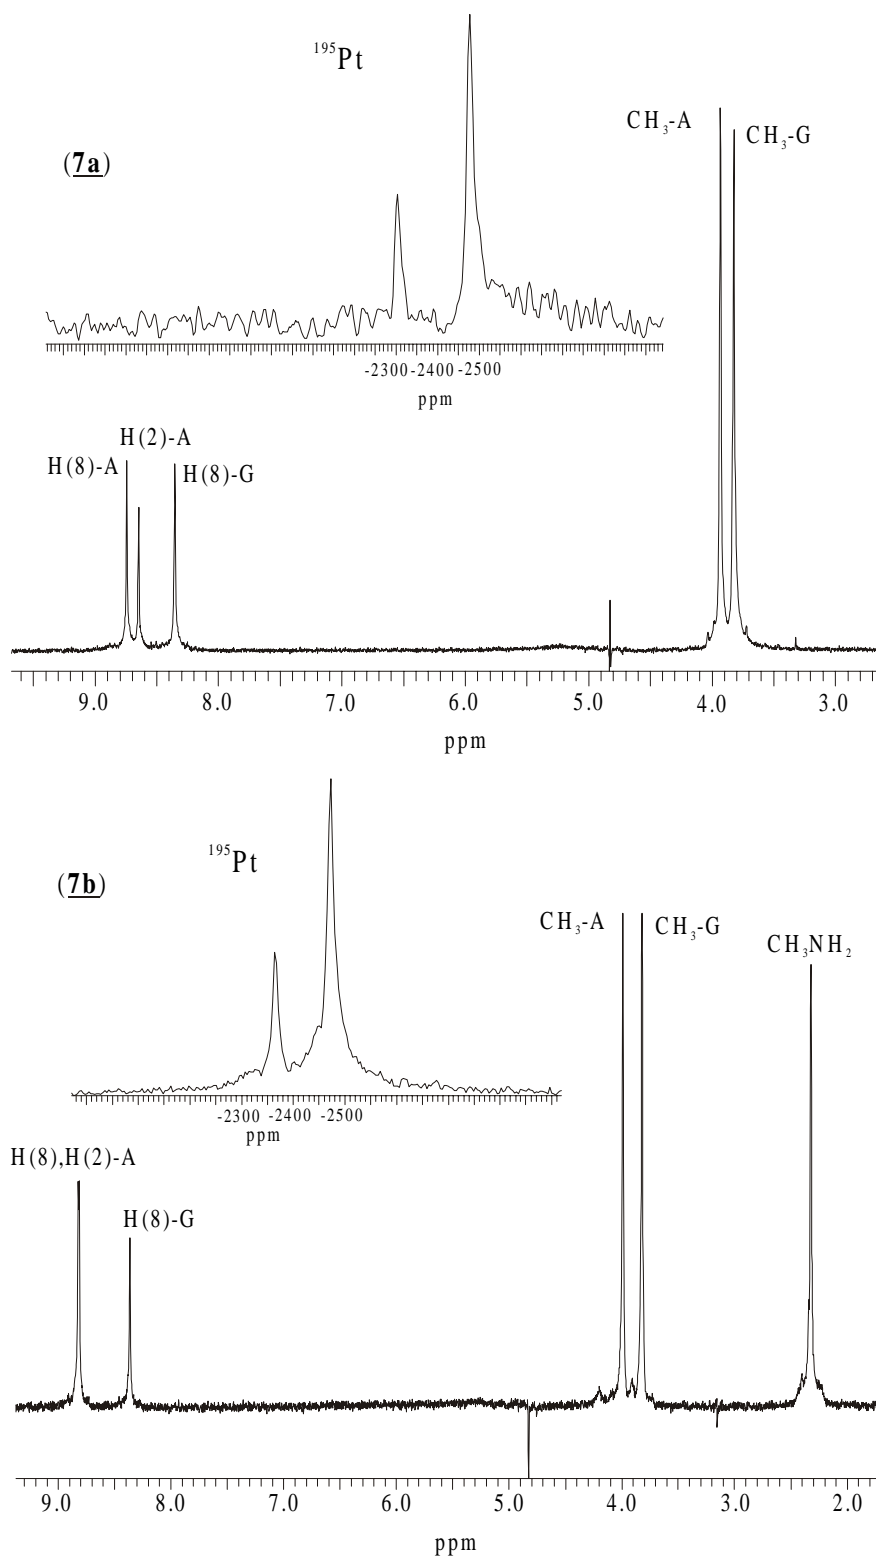 ¹⁹⁵Pt
CH₃-A
CH₃-G
(7a)
-2300 -2400 -2500
ppm
H(2)-A
H(8)-A
H(8)-G
9.0 8.0 7.0 6.0 5.0 4.0 3.0
ppm
¹⁹⁵Pt
(7b)
CH₃-A
CH₃-G
CH₃NH₂
-2300 -2400 -2500
ppm
H(8),H(2)-A
H(8)-G
9.0 8.0 7.0 6.0 5.0 4.0 3.0 2.0
ppm